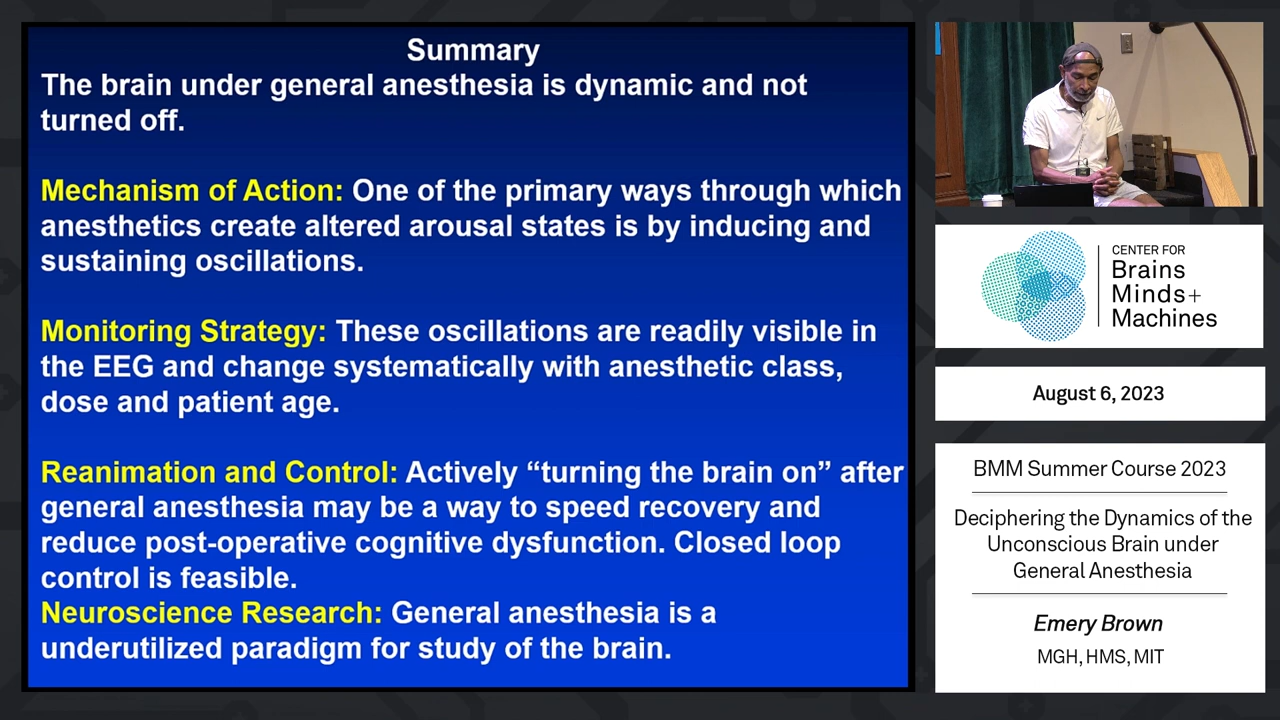 Summary
The brain under general anesthesia is dynamic and not
turned off.
Mechanism of Action: One of the primary ways through which
anesthetics create altered arousal states is by inducing and
sustaining oscillations.
Monitoring Strategy: These oscillations are readily visible in
the EEG and change systematically with anesthetic class,
dose and patient age.
Reanimation and Control: Actively “turning the brain on” after
general anesthesia may be a way to speed recovery and
reduce post-operative cognitive dysfunction. Closed loop
control is feasible.
Neuroscience Research: General anesthesia is a
underutilized paradigm for study of the brain.
CENTER FOR
Brains
Minds+
Machines
August 6, 2023
BMM Summer Course 2023
Deciphering the Dynamics of the
Unconscious Brain under
General Anesthesia
Emery Brown
MGH, HMS, MIT